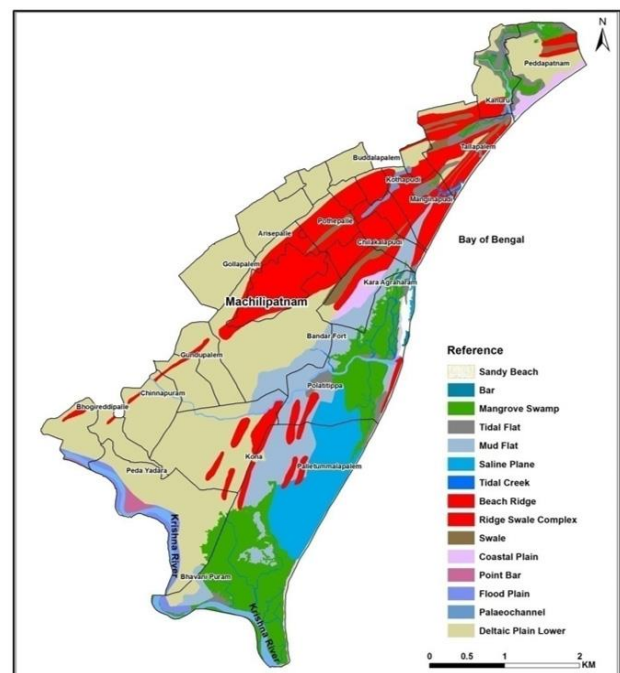 N
Peddapatnam
Kanuru
Tallapalem
Buddalapalem
Kothapudi
Manginapudi
Pothepalle
Arisepalle
Chilakalapudi
Bay of Bengal
Gollapalem
Kara Agraharam
Machilipatnam
Bandar Fort
Gundupalem
Polatitippa
Chinnapuram
Bhogireddipalle
Kona
Palletummalapalem
Peda Yadara
Krishna River
Bhavani Puram
Krishna River
Reference
Sandy Beach
Bar
Mangrove Swamp
Tidal Flat
Mud Flat
Saline Plane
Tidal Creek
Beach Ridge
Ridge Swale Complex
Swale
Coastal Plain
Point Bar
Flood Plain
Palaeochannel
Deltaic Plain Lower
0 0.5 1 2
KM